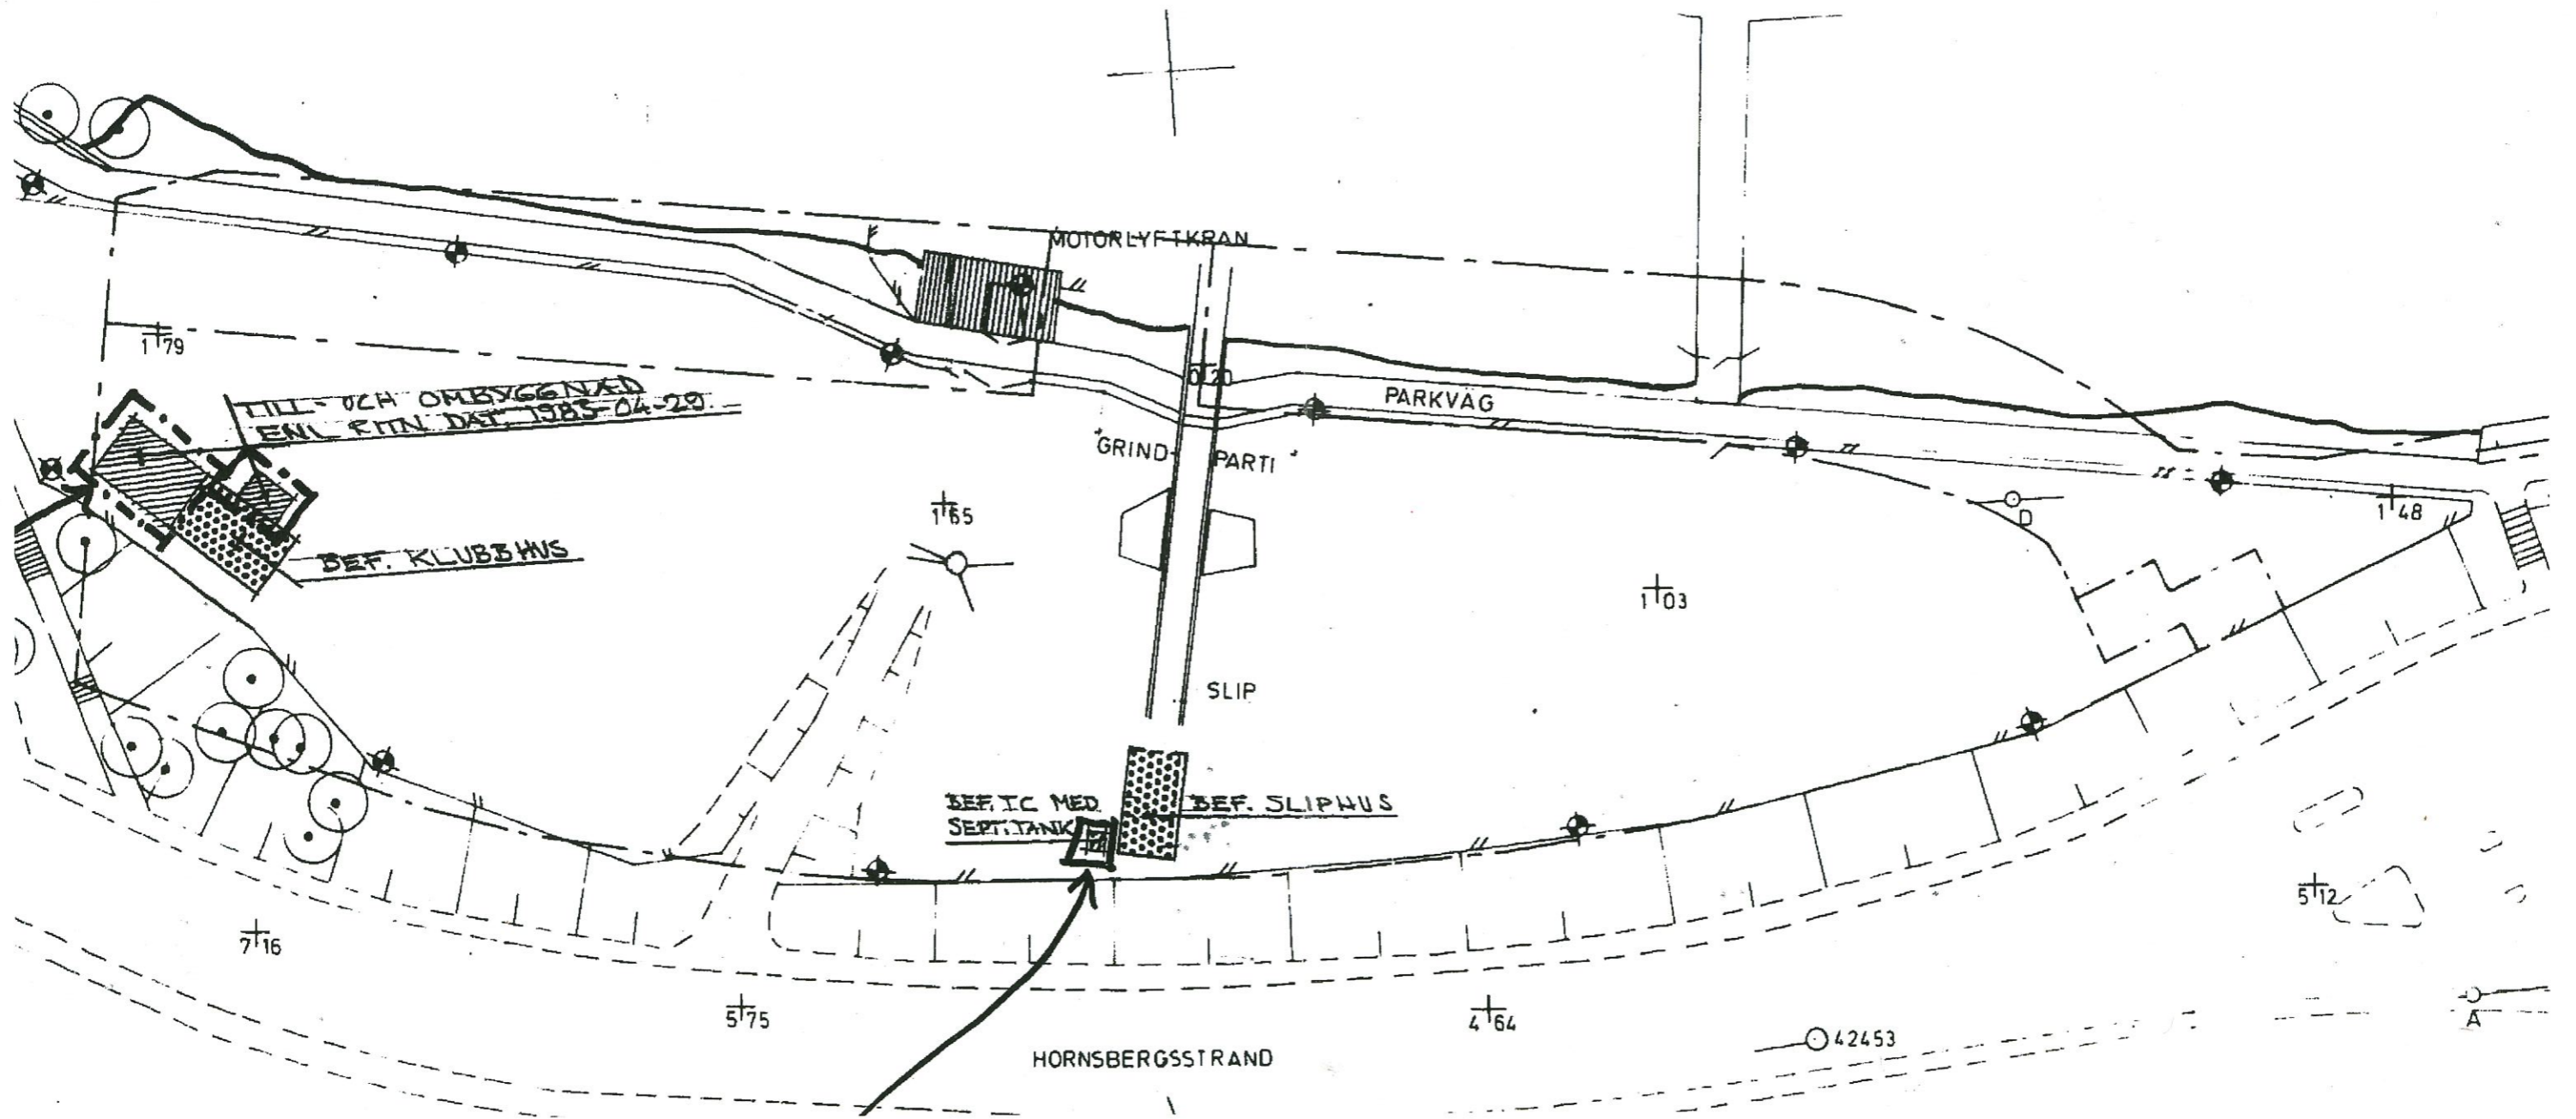 MOTORLYFTKRAN
1+79
TILL- OCH OMBYGGNAD
ENL RITN. DAT. 1983-04-29.
0+20
PARKVÄG
"GRIND-PARTI"
1+65
D
1+48
BEF. KLUBBHUS
1+03
SLIP
BEF. TC MED.
SEPT. TANK
BEF. SLIPHUS
5+12
7+16
5+75
4+64
A
42453
HORNSBERGSSTRAND